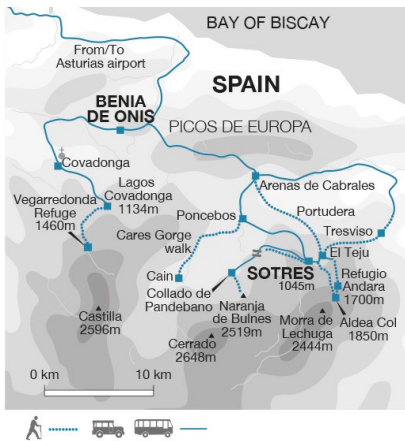 BAY OF BISCAY
From/To
Asturias airport
SPAIN
BENIA
DE ONIS
PICOS DE EUROPA
Covadonga
Lagos
Covadonga
1134m
Vegarredonda
Refuge
1460m
Arenas de Cabrales
Poncebos
Portudera
Tresviso
Cares Gorge
walk
El Teju
Cain
SOTRES
1045m
Refugio
Andara
1700m
Collado de
Pandebano
Naranja
de Bulnes
2519m
Castilla
2596m
Morra de
Lechuga
2444m
Aldea Col
1850m
Cerrado
2648m
0 km
10 km